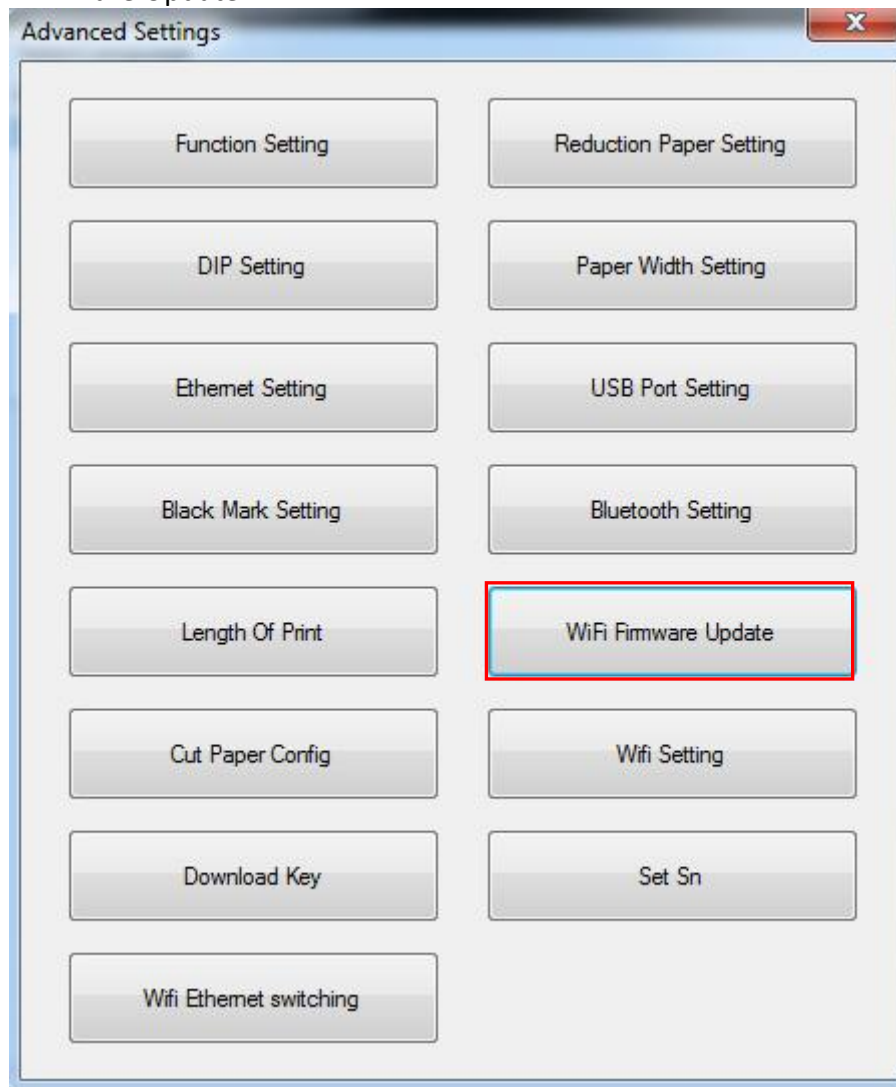 Advanced Settings
Function Setting
Reduction Paper Setting
DIP Setting
Paper Width Setting
Ethernet Setting
USB Port Setting
Black Mark Setting
Bluetooth Setting
Length Of Print
WiFi Firmware Update
Cut Paper Config
Wifi Setting
Download Key
Set Sn
Wifi Ethernet switching